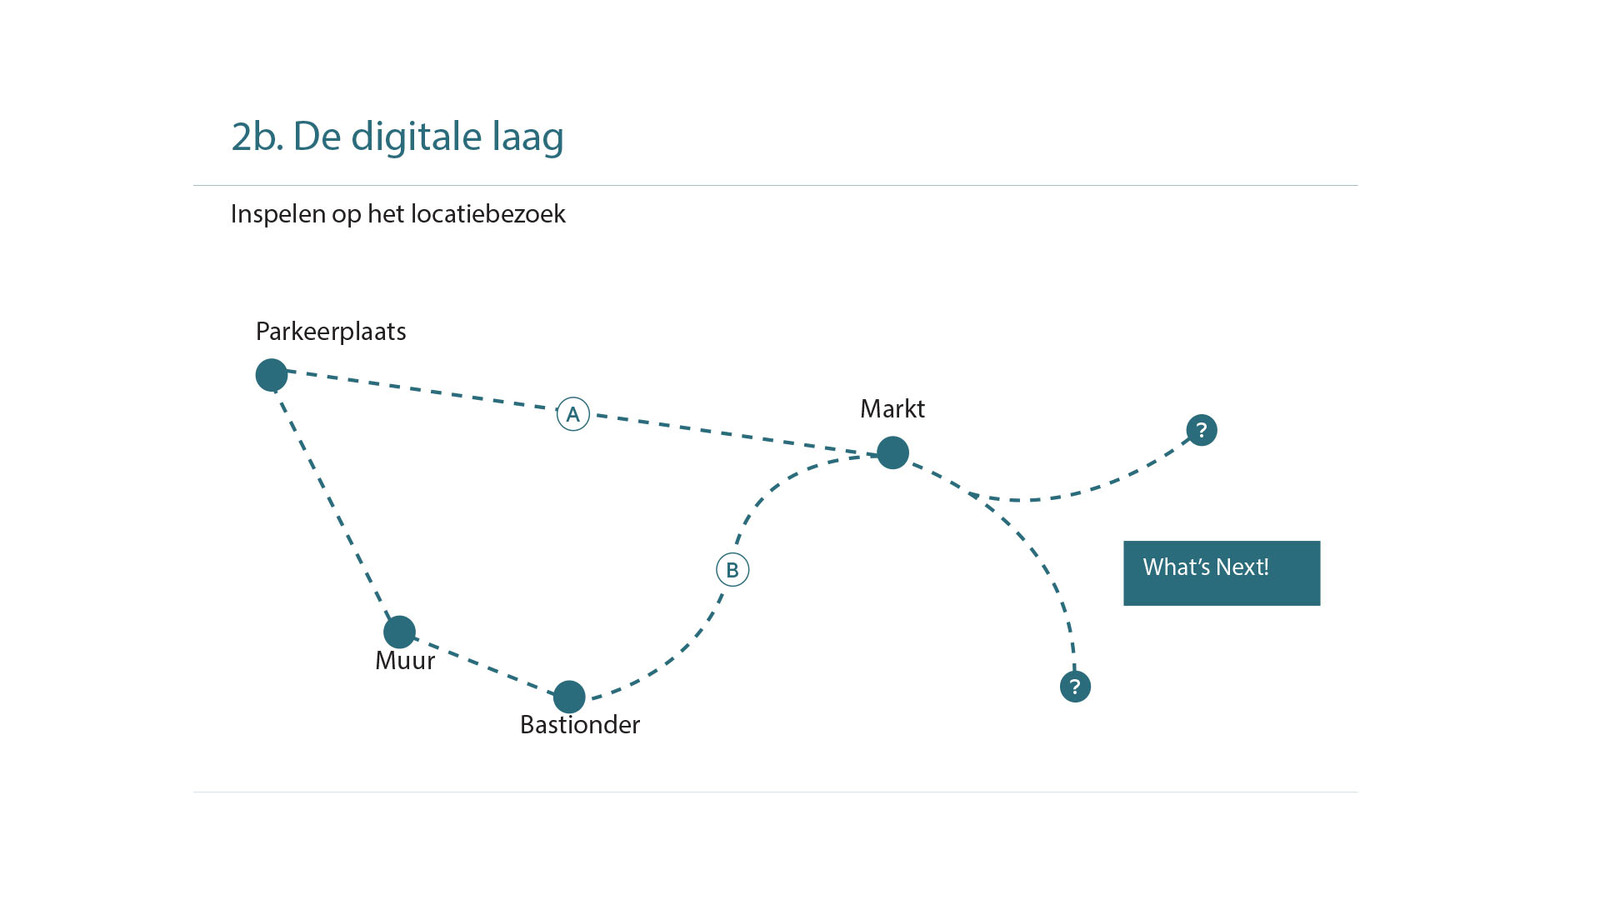 2b. De digitale laag
Inspelen op het locatiebezoek
Parkeerplaats
A
Markt
?
B
What's Next!
Muur
?
Bastionder